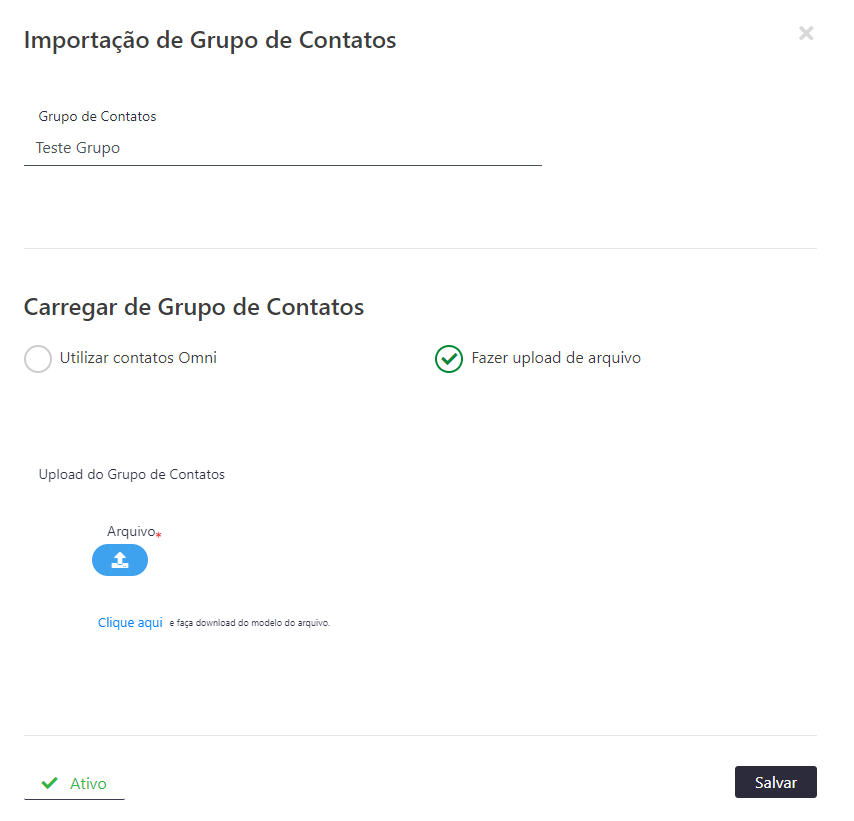 Importação de Grupo de Contatos
Grupo de Contatos
Teste Grupo
Carregar de Grupo de Contatos
Utilizar contatos Omni
Fazer upload de arquivo
Upload do Grupo de Contatos
Arquivo*
Clique aqui e faça download do modelo do arquivo.
Ativo
Salvar